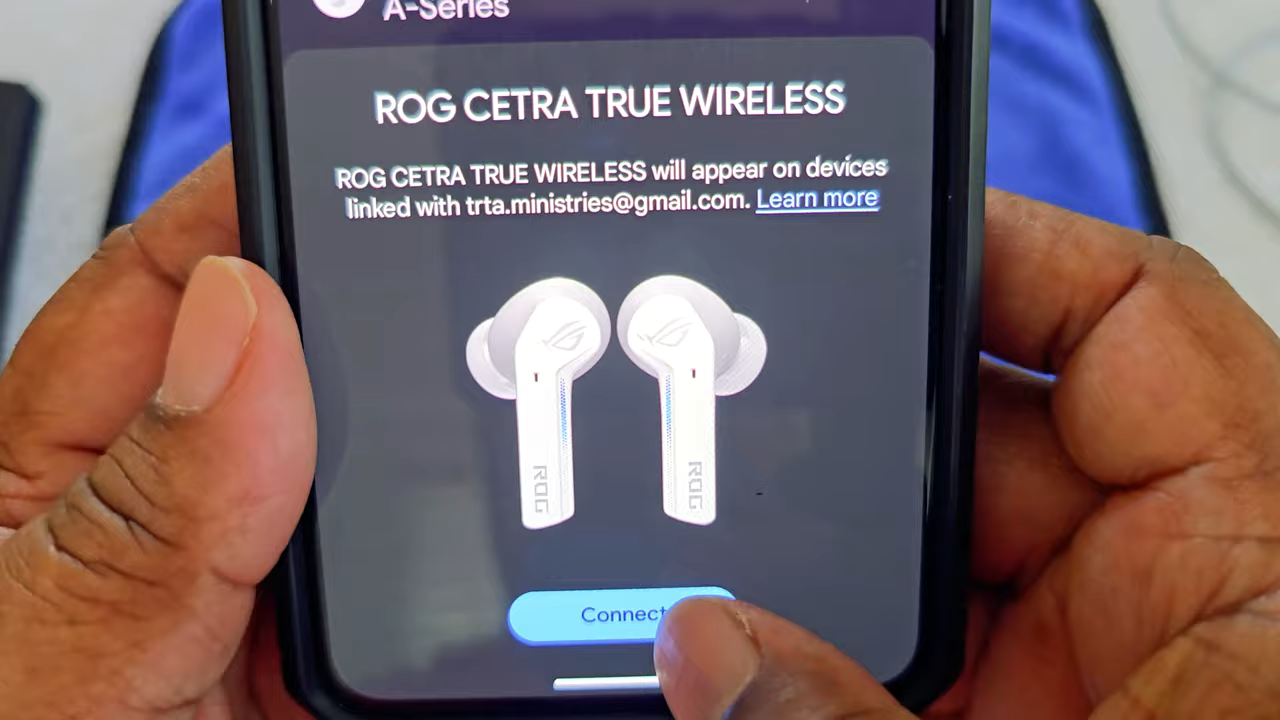 A-Series
ROG CETRA TRUE WIRELESS
ROG CETRA TRUE WIRELESS will appear on devices
linked with trta.ministries@gmail.com. Learn more
ROG
ROG
Connect